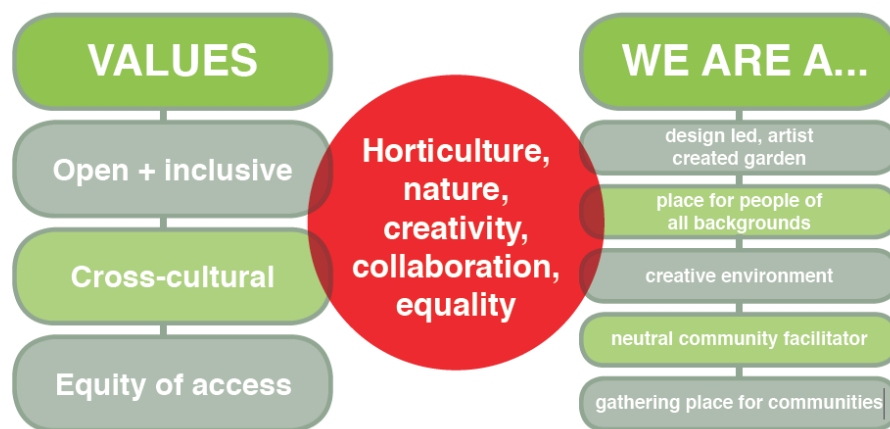 VALUES
Open + inclusive
Cross-cultural
Equity of access
Horticulture,
nature,
creativity,
collaboration,
equality
WE ARE A...
design led, artist
created garden
place for people of
all backgrounds
creative environment
neutral community facilitator
gathering place for communities